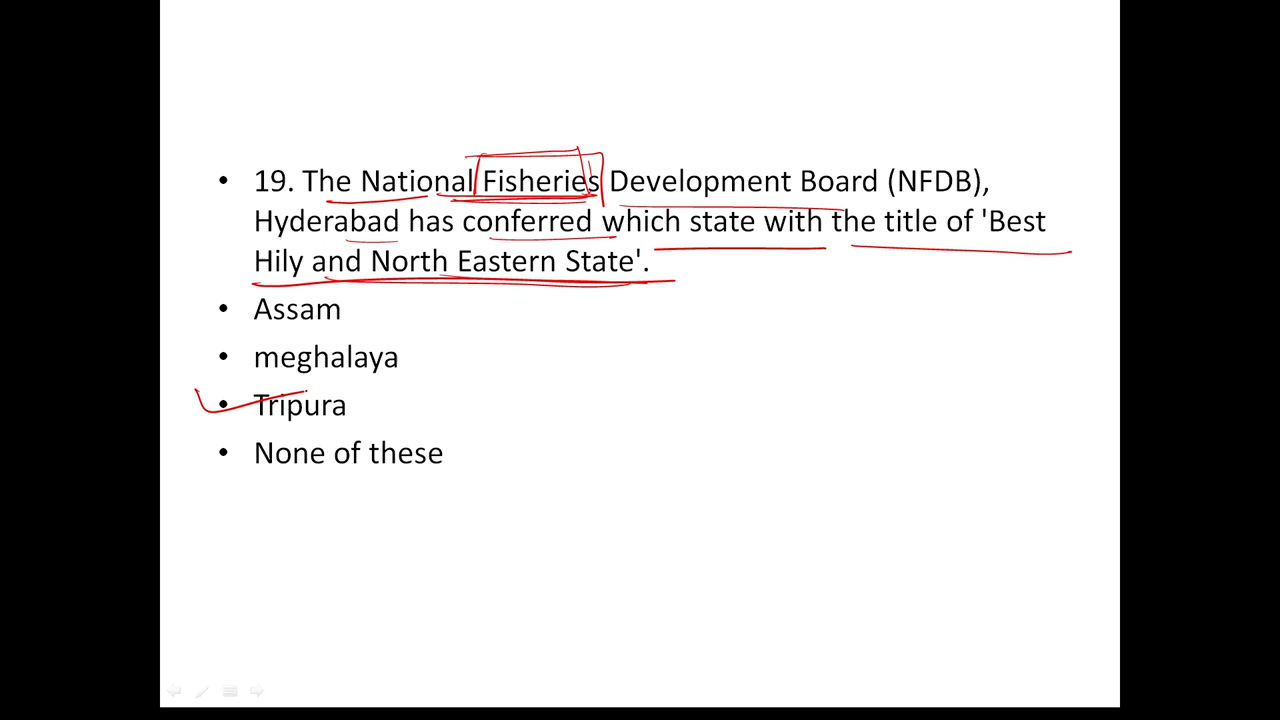 • 19. The National Fisheries Development Board (NFDB),
Hyderabad has conferred which state with the title of 'Best
Hily and North Eastern State'.
• Assam
• meghalaya
• Tripura
• None of these